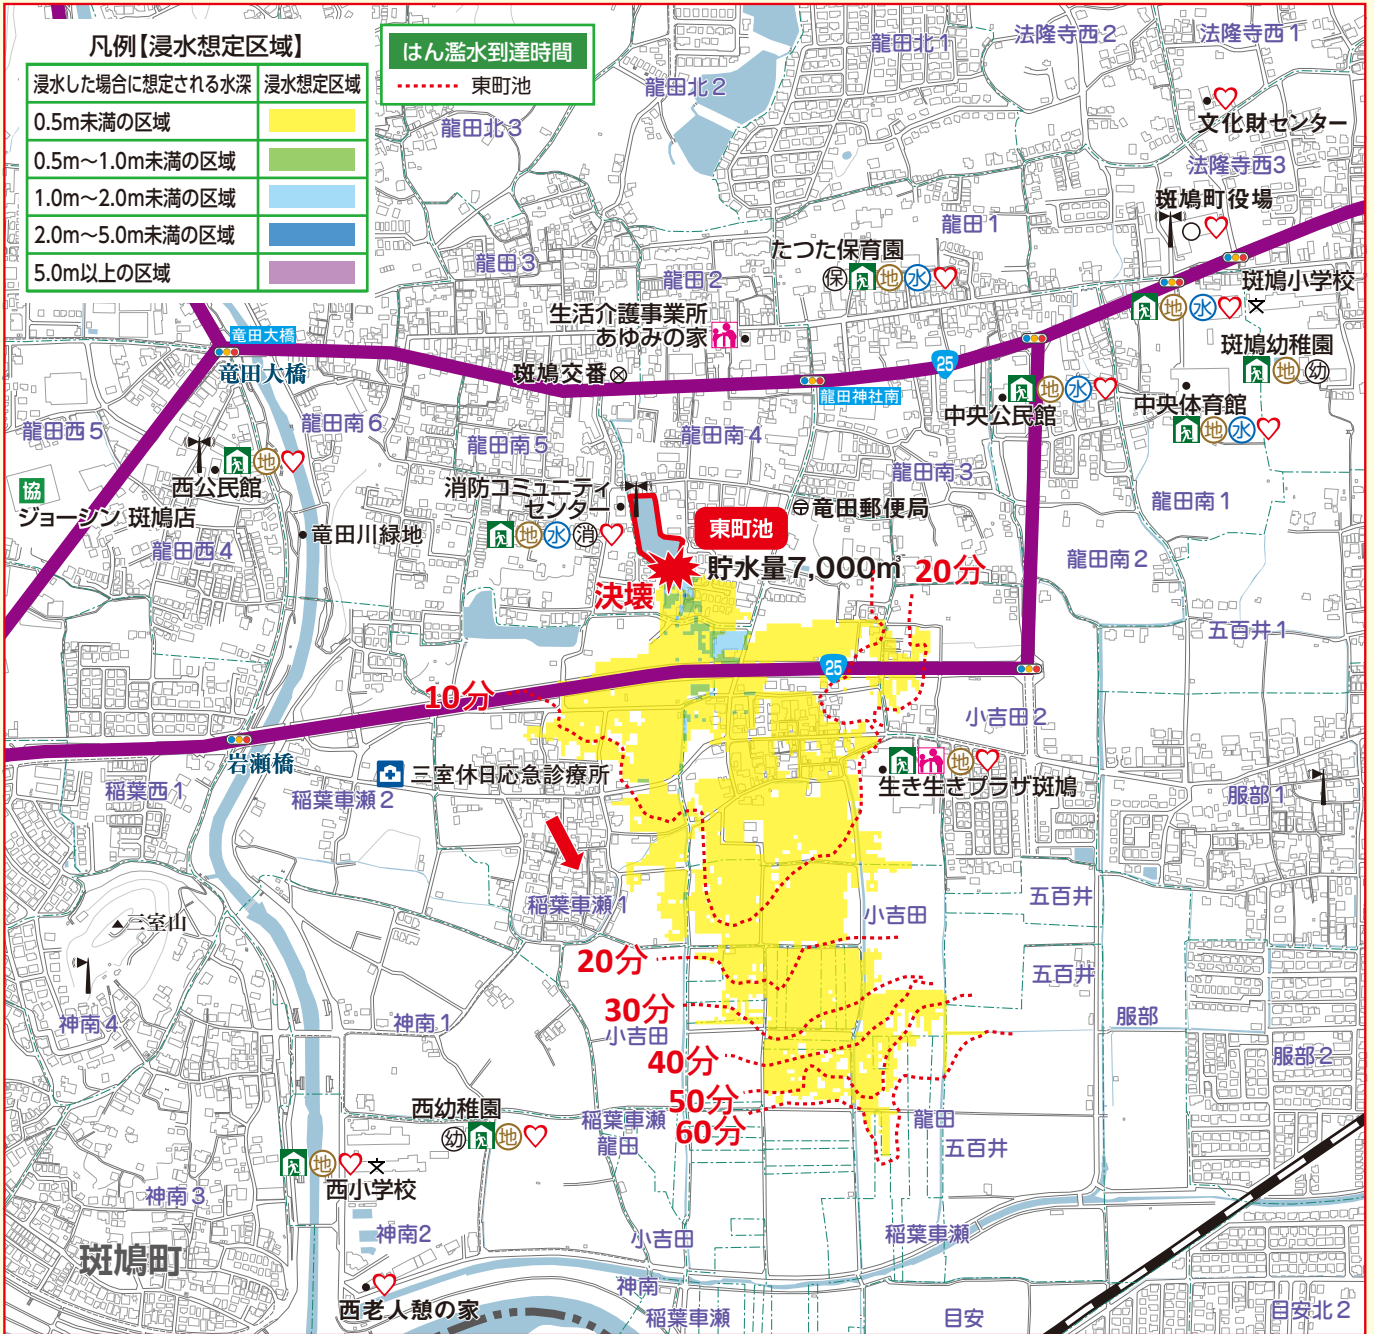 凡例【浸水想定区域】
浸水した場合に想定される水深 浸水想定区域
0.5m未満の区域
0.5m～1.0m未満の区域
1.0m～2.0m未満の区域
2.0m～5.0m未満の区域
5.0m以上の区域
はん濫水到達時間
東町池
龍田北1
法隆寺西2
法隆寺西1
龍田北2
龍田北3
文化財センター
法隆寺西3
斑鳩町役場
龍田1
たつた保育園
保 地 水
龍田3
龍田2
斑鳩小学校
地 水 文
生活介護事業所
あゆみの家
竜田大橋
竜田大橋
斑鳩幼稚園
地 幼
25
斑鳩交番
龍田神社南
中央公民館
地 水
中央体育館
地 水
龍田西5
龍田南6
龍田南5
龍田南4
龍田南3
龍田南1
龍田南2
地
西公民館
協
ジョーシン 斑鳩店
龍田西4
竜田川緑地
消防コミュニティ
センター
地 水 消
竜田郵便局
東町池
貯水量7,000㎥
決壊
20分
五百井1
25
10分
小吉田2
岩瀬橋
三室休日応急診療所
地
生き生きプラザ斑鳩
稲葉西1
稲葉車瀬2
服部1
稲葉車瀬1
小吉田
五百井
三室山
20分
五百井
30分
小吉田
神南4
神南1
服部
40分
服部2
50分
60分
西幼稚園
幼 地
稲葉車瀬
龍田
龍田
五百井
地 文
西小学校
神南3
神南2
小吉田
稲葉車瀬
斑鳩町
神南
西老人憩の家
稲葉車瀬
目安
目安北2